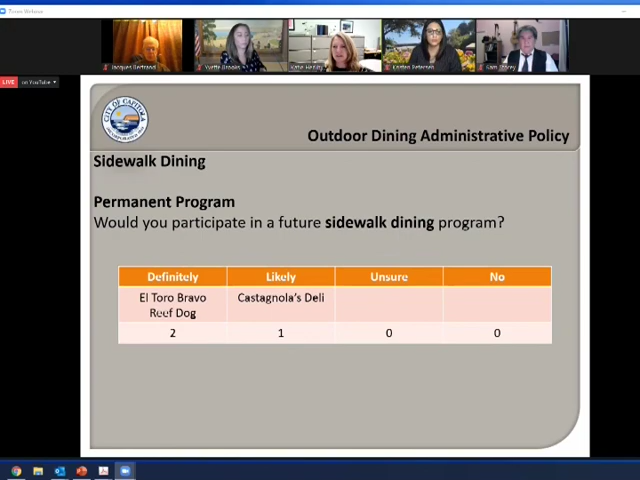 Zoom Webinar
Jacques Bertrand
Yvette Brooks
Katie Herlihy
Kristen Petersen
Sam Storey
LIVE on YouTube
CITY OF CAPITOLA
Outdoor Dining Administrative Policy
Sidewalk Dining
Permanent Program
Would you participate in a future sidewalk dining program?
Definitely Likely Unsure No
El Toro Bravo Castagnola's Deli
Reef Dog
2 1 0 0